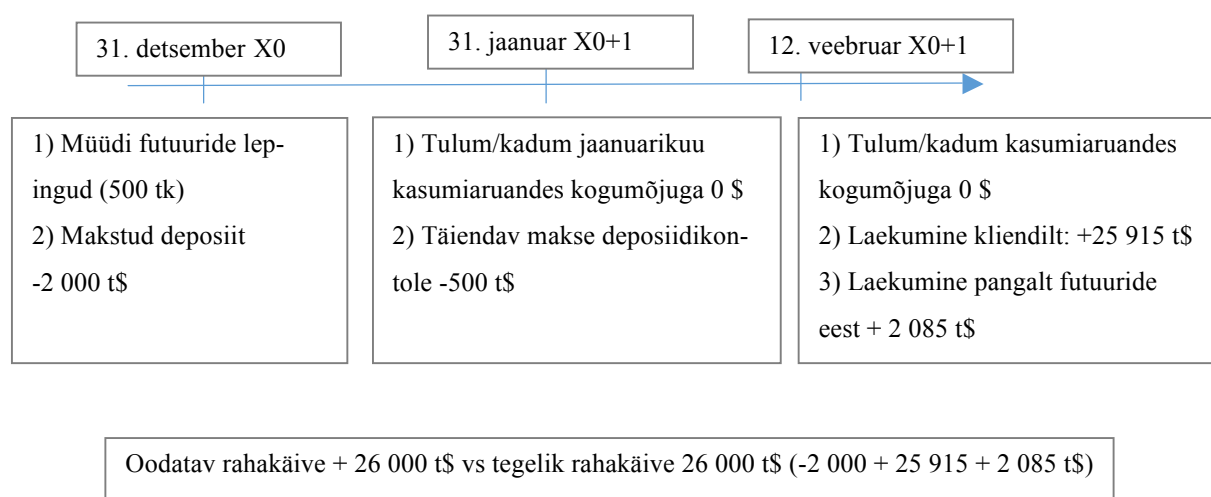 31. detsember X0
31. jaanuar X0+1
12. veebruar X0+1
1) Müüdi futuuride lep-
ingud (500 tk)
2) Makstud deposiit
-2 000 t$
1) Tulum/kadum jaanuarikuu
kasumiaruandes kogumõjuga 0 $
2) Täiendav makse deposiidikon-
tole -500 t$
1) Tulum/kadum kasumiaruandes
kogumõjuga 0 $
2) Laekumine kliendilt: +25 915 t$
3) Laekumine pangalt futuuride
eest + 2 085 t$
Oodatav rahakäive + 26 000 t$ vs tegelik rahakäive 26 000 t$ (-2 000 + 25 915 + 2 085 t$)